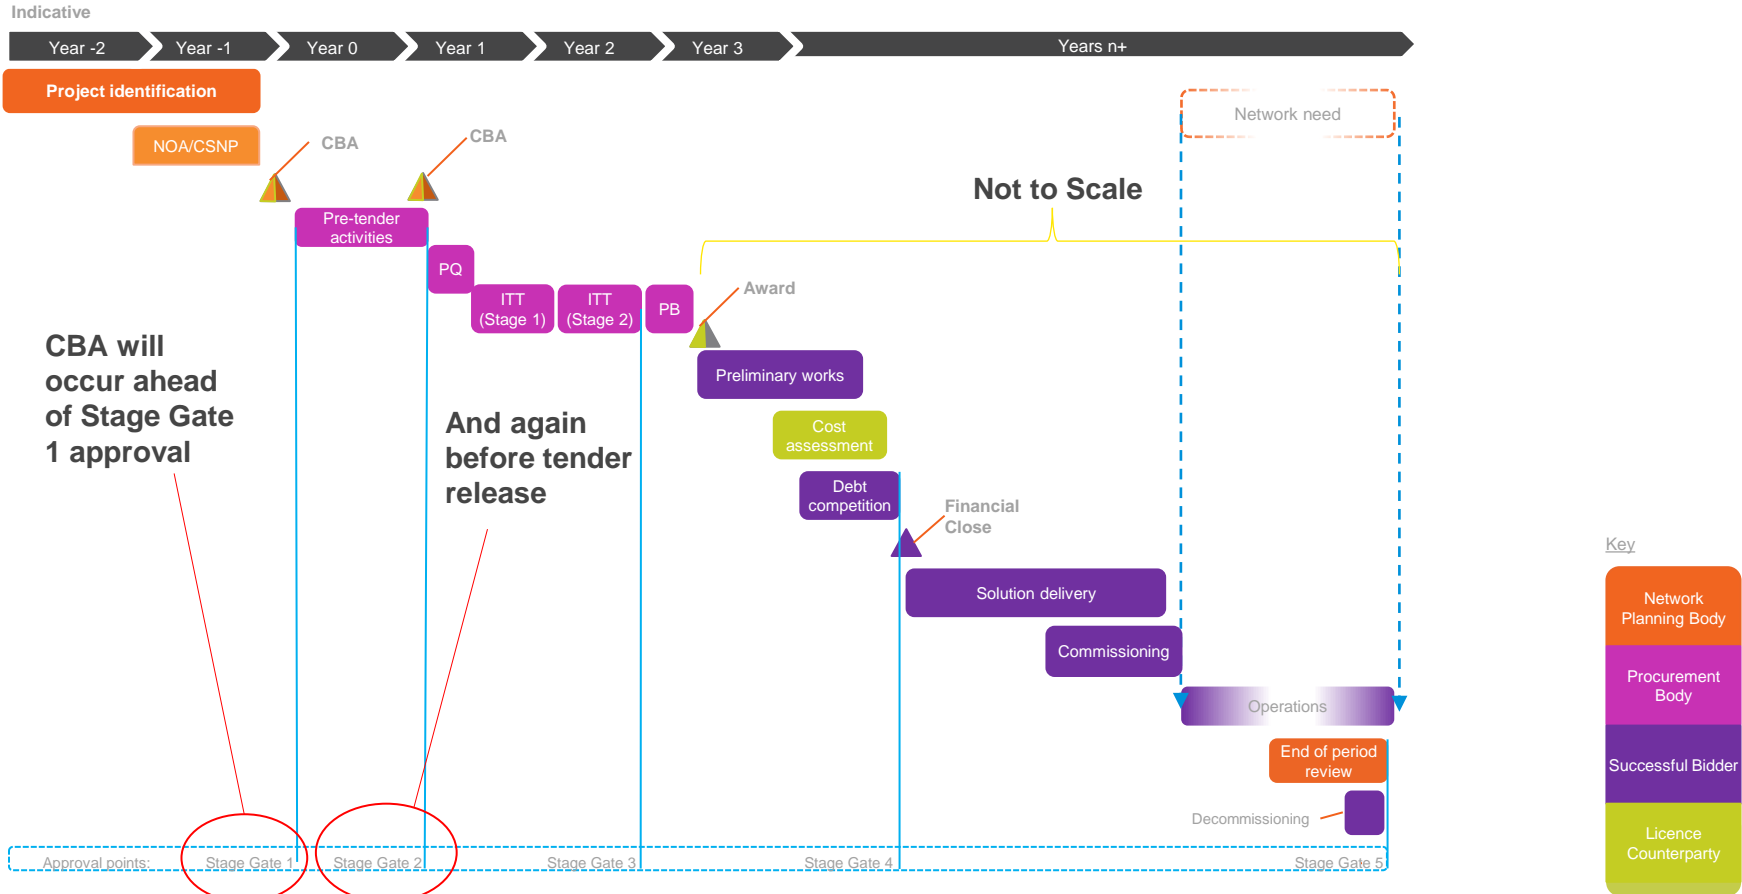 Indicative
Year -2
Year -1
Year 0
Year 1
Year 2
Year 3
Years n+
Project identification
Network need
NOA/CSNP
CBA
CBA
Not to Scale
Pre-tender
activities
PQ
ITT
(Stage 1)
ITT
(Stage 2)
PB
Award
CBA will
occur ahead
of Stage Gate
1 approval
Preliminary works
And again
before tender
release
Cost
assessment
Debt
competition
Financial
Close
Solution delivery
Commissioning
Operations
End of period
review
Decommissioning
Approval points:
Stage Gate 1
Stage Gate 2
Stage Gate 3
Stage Gate 4
Stage Gate 5
Key
Network
Planning Body
Procurement
Body
Successful Bidder
Licence
Counterparty